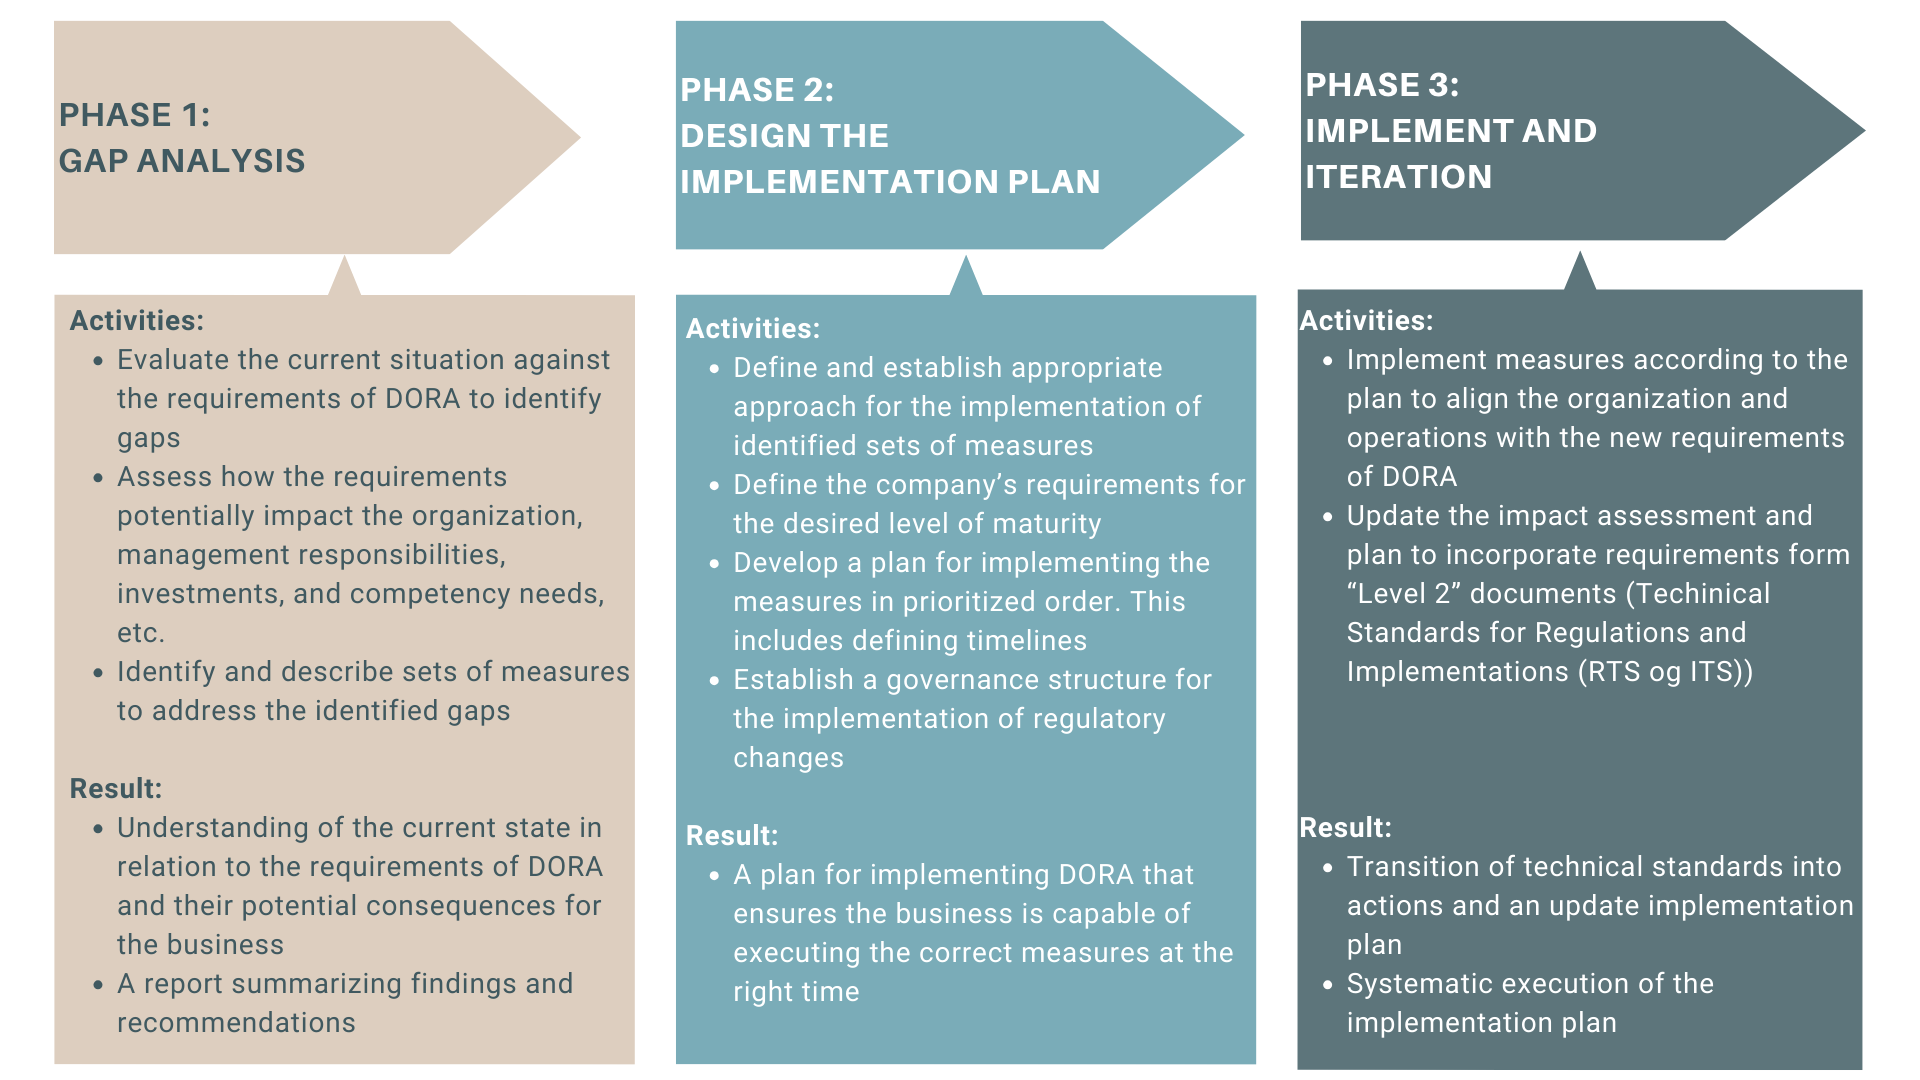 PHASE 1:
GAP ANALYSIS
Activities:
• Evaluate the current situation against
the requirements of DORA to identify
gaps
• Assess how the requirements
potentially impact the organization,
management responsibilities,
investments, and competency needs,
etc.
• Identify and describe sets of measures
to address the identified gaps
Result:
• Understanding of the current state in
relation to the requirements of DORA
and their potential consequences for
the business
• A report summarizing findings and
recommendations
PHASE 2:
DESIGN THE
IMPLEMENTATION PLAN
Activities:
• Define and establish appropriate
approach for the implementation of
identified sets of measures
• Define the company’s requirements for
the desired level of maturity
• Develop a plan for implementing the
measures in prioritized order. This
includes defining timelines
• Establish a governance structure for
the implementation of regulatory
changes
Result:
• A plan for implementing DORA that
ensures the business is capable of
executing the correct measures at the
right time
PHASE 3:
IMPLEMENT AND
ITERATION
Activities:
• Implement measures according to the
plan to align the organization and
operations with the new requirements
of DORA
• Update the impact assessment and
plan to incorporate requirements form
“Level 2” documents (Techinical
Standards for Regulations and
Implementations (RTS og ITS))
Result:
• Transition of technical standards into
actions and an update implementation
plan
• Systematic execution of the
implementation plan